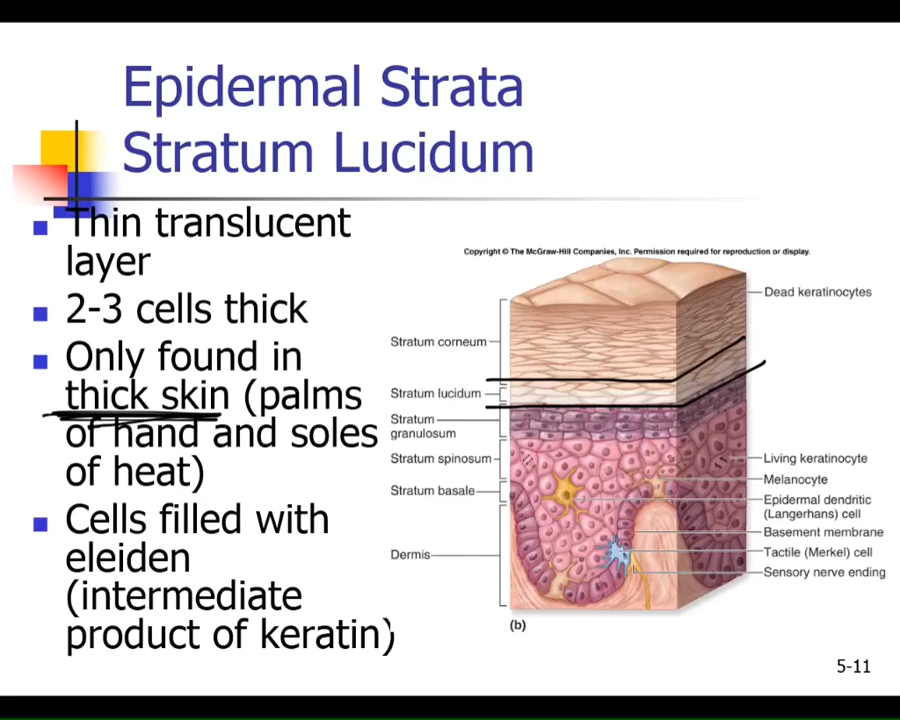 Epidermal Strata
Stratum Lucidum
Thin translucent
layer
2-3 cells thick
Only found in
thick skin (palms
of hand and soles
of heat)
Cells filled with
eleiden
(intermediate
product of keratin)
Copyright © The McGraw-Hill Companies, Inc. Permission required for reproduction or display.
Stratum corneum
Stratum lucidum
Stratum
granulosum
Stratum spinosum
Stratum basale
Dermis
Dead keratinocytes
Living keratinocyte
Melanocyte
Epidermal dendritic
(Langerhans) cell
Basement membrane
Tactile (Merkel) cell
Sensory nerve ending
(b)
5-11